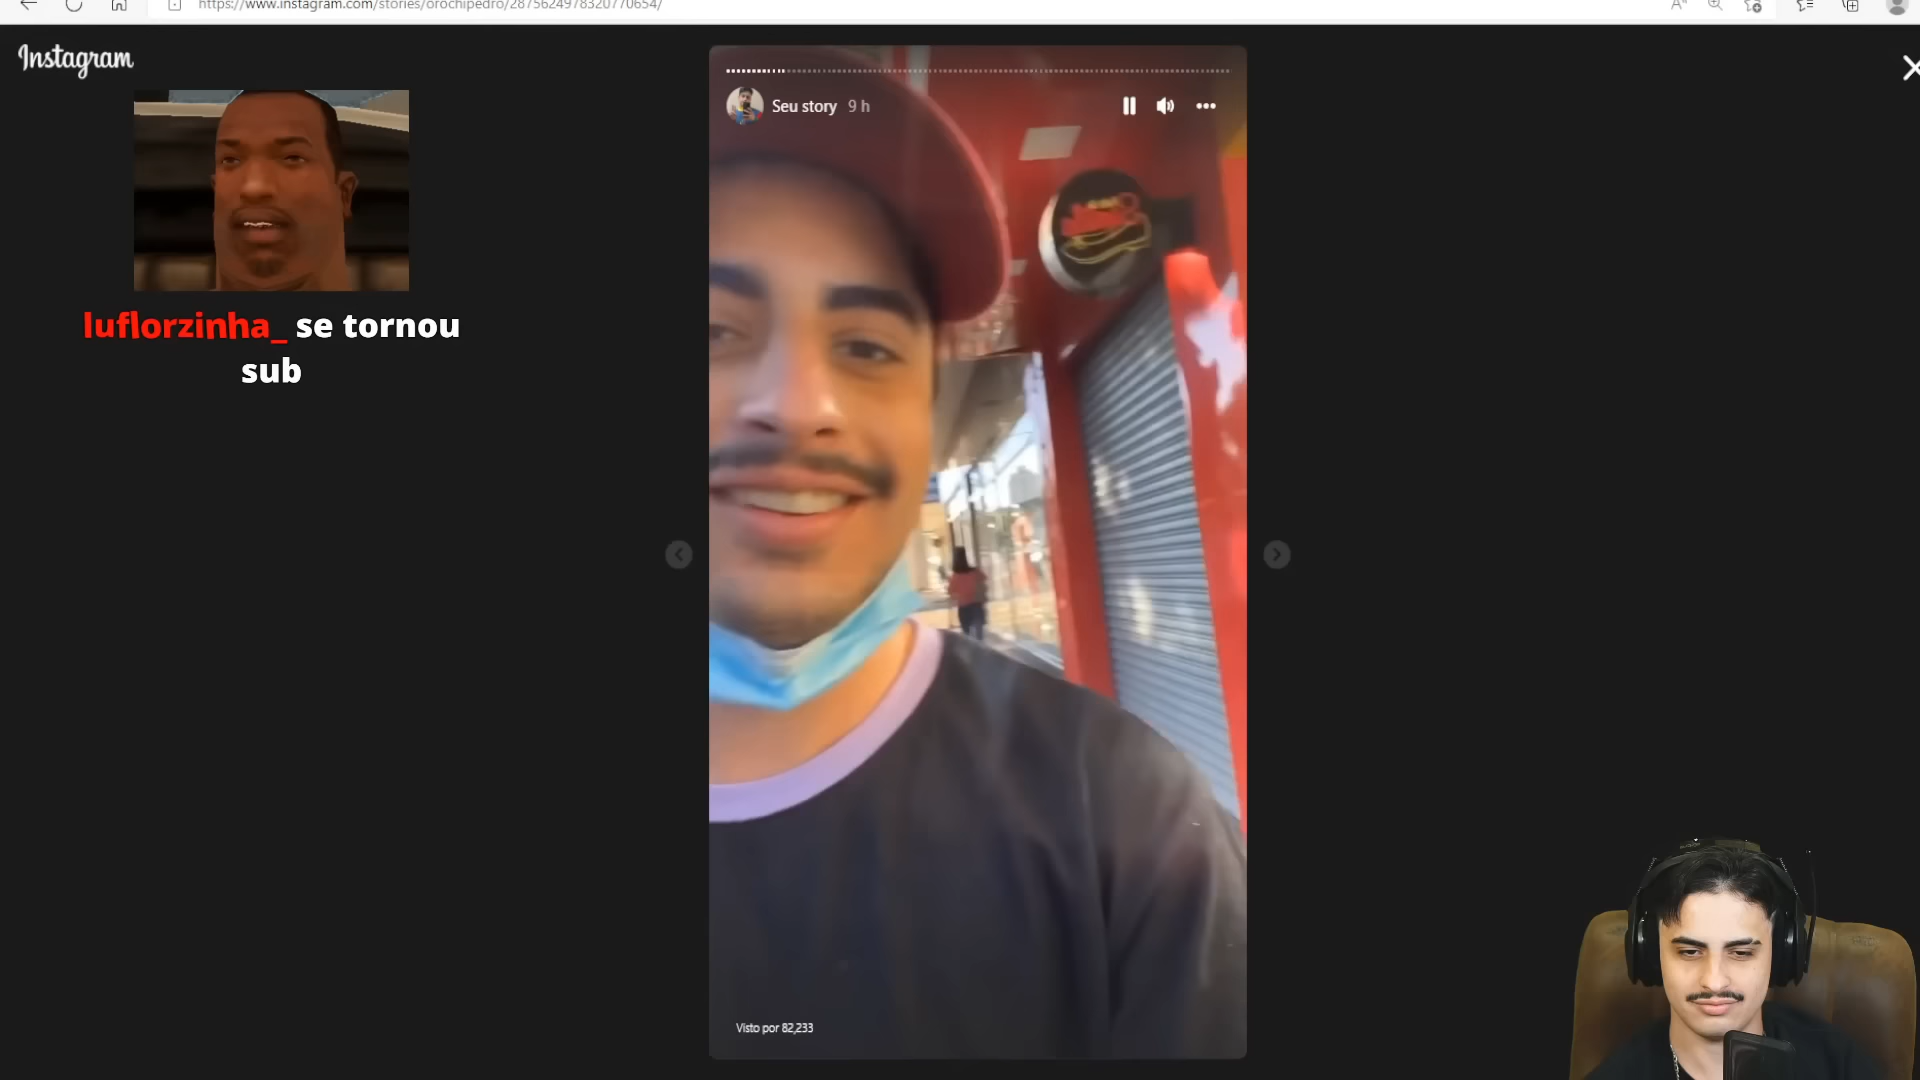 https://www.instagram.com/stories/orochipedro/2875624978320770654/
Instagram
Seu story 9 h
luflorzinha_ se tornou
sub
Visto por 82,233